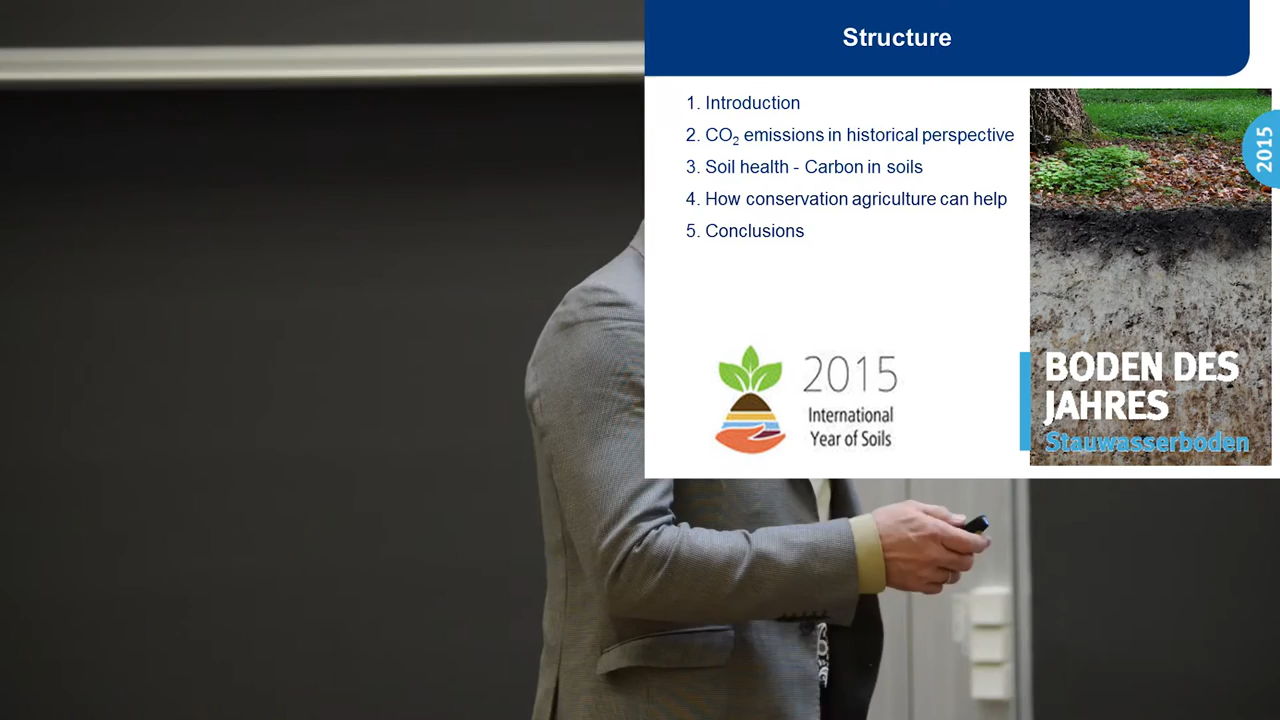 Structure
1. Introduction
2. CO₂ emissions in historical perspective
3. Soil health - Carbon in soils
4. How conservation agriculture can help
5. Conclusions
2015
International
Year of Soils
2015
BODEN DES
JAHRES
Stauwasserböden